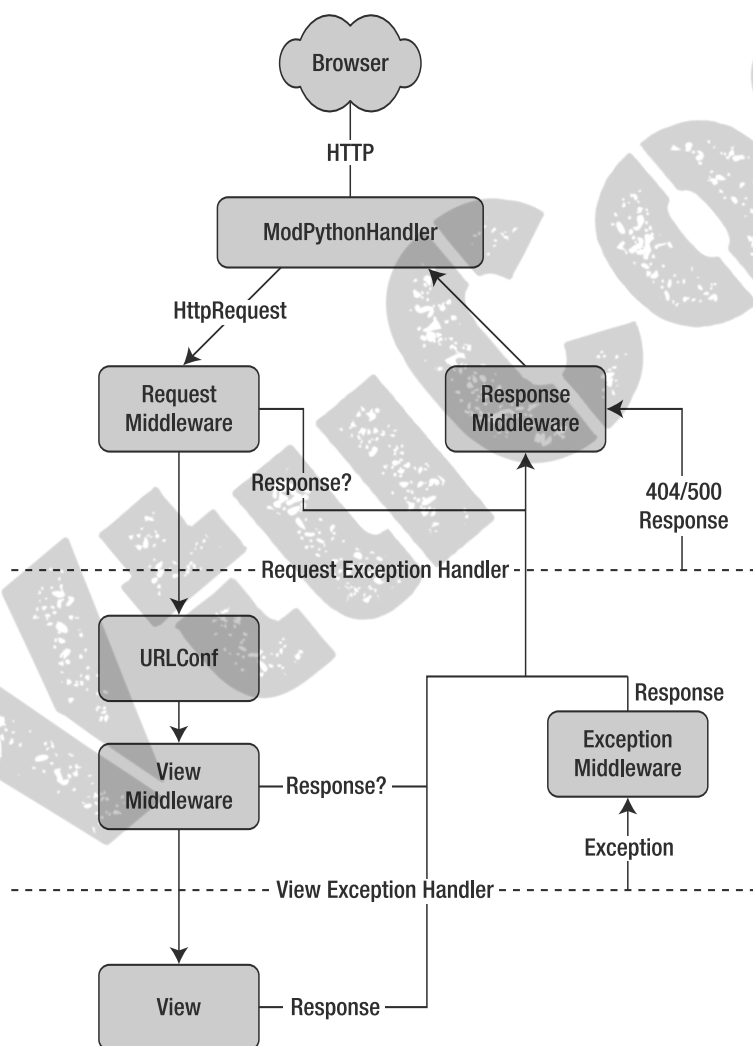 Browser
HTTP
ModPythonHandler
HttpRequest
Request
Middleware
Response
Middleware
Response?
404/500
Response
Request Exception Handler
URLConf
Response
View
Middleware
Response?
Exception
Middleware
Exception
View Exception Handler
View
Response